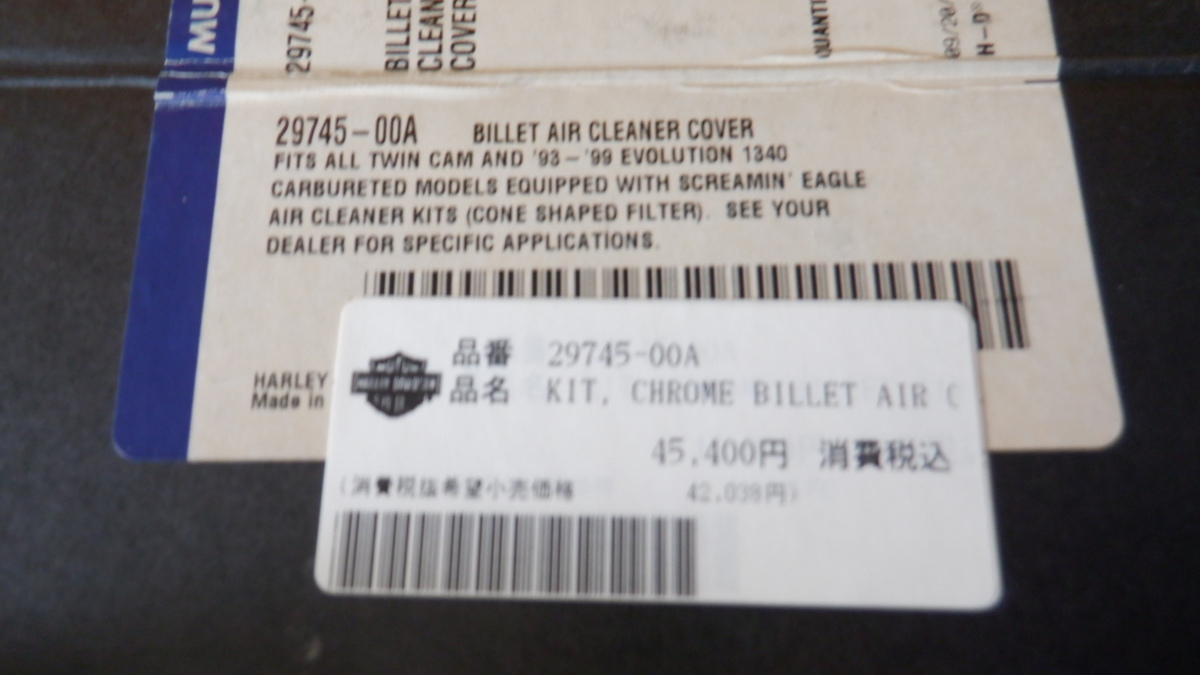 MU
29745-
BILLET
CLEAN
COVER
QUANTI
09/20/
H-D®
29745-00A BILLET AIR CLEANER COVER
FITS ALL TWIN CAM AND '93-'99 EVOLUTION 1340
CARBURETED MODELS EQUIPPED WITH SCREAMIN' EAGLE
AIR CLEANER KITS (CONE SHAPED FILTER). SEE YOUR
DEALER FOR SPECIFIC APPLICATIONS.
HARLEY
Made in
品番 29745-00A
品名 KIT, CHROME BILLET AIR C
45,400円 消費税込
(消費税抜希望小売価格 42,038円)